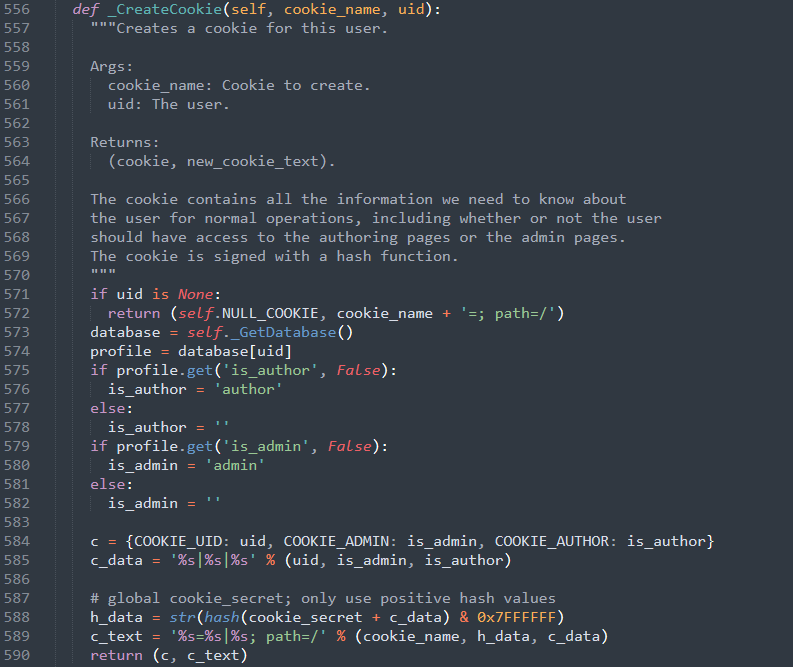 556 def _CreateCookie(self, cookie_name, uid):
557 """Creates a cookie for this user.
558
559 Args:
560 cookie_name: Cookie to create.
561 uid: The user.
562
563 Returns:
564 (cookie, new_cookie_text).
565
566 The cookie contains all the information we need to know about
567 the user for normal operations, including whether or not the user
568 should have access to the authoring pages or the admin pages.
569 The cookie is signed with a hash function.
570 """
571 if uid is None:
572 return (self.NULL_COOKIE, cookie_name + '=; path=/')
573 database = self._GetDatabase()
574 profile = database[uid]
575 if profile.get('is_author', False):
576 is_author = 'author'
577 else:
578 is_author = ''
579 if profile.get('is_admin', False):
580 is_admin = 'admin'
581 else:
582 is_admin = ''
583
584 c = {COOKIE_UID: uid, COOKIE_ADMIN: is_admin, COOKIE_AUTHOR: is_author}
585 c_data = '%s|%s|%s' % (uid, is_admin, is_author)
586
587 # global cookie_secret; only use positive hash values
588 h_data = str(hash(cookie_secret + c_data) & 0x7FFFFFF)
589 c_text = '%s=%s|%s; path=/' % (cookie_name, h_data, c_data)
590 return (c, c_text)